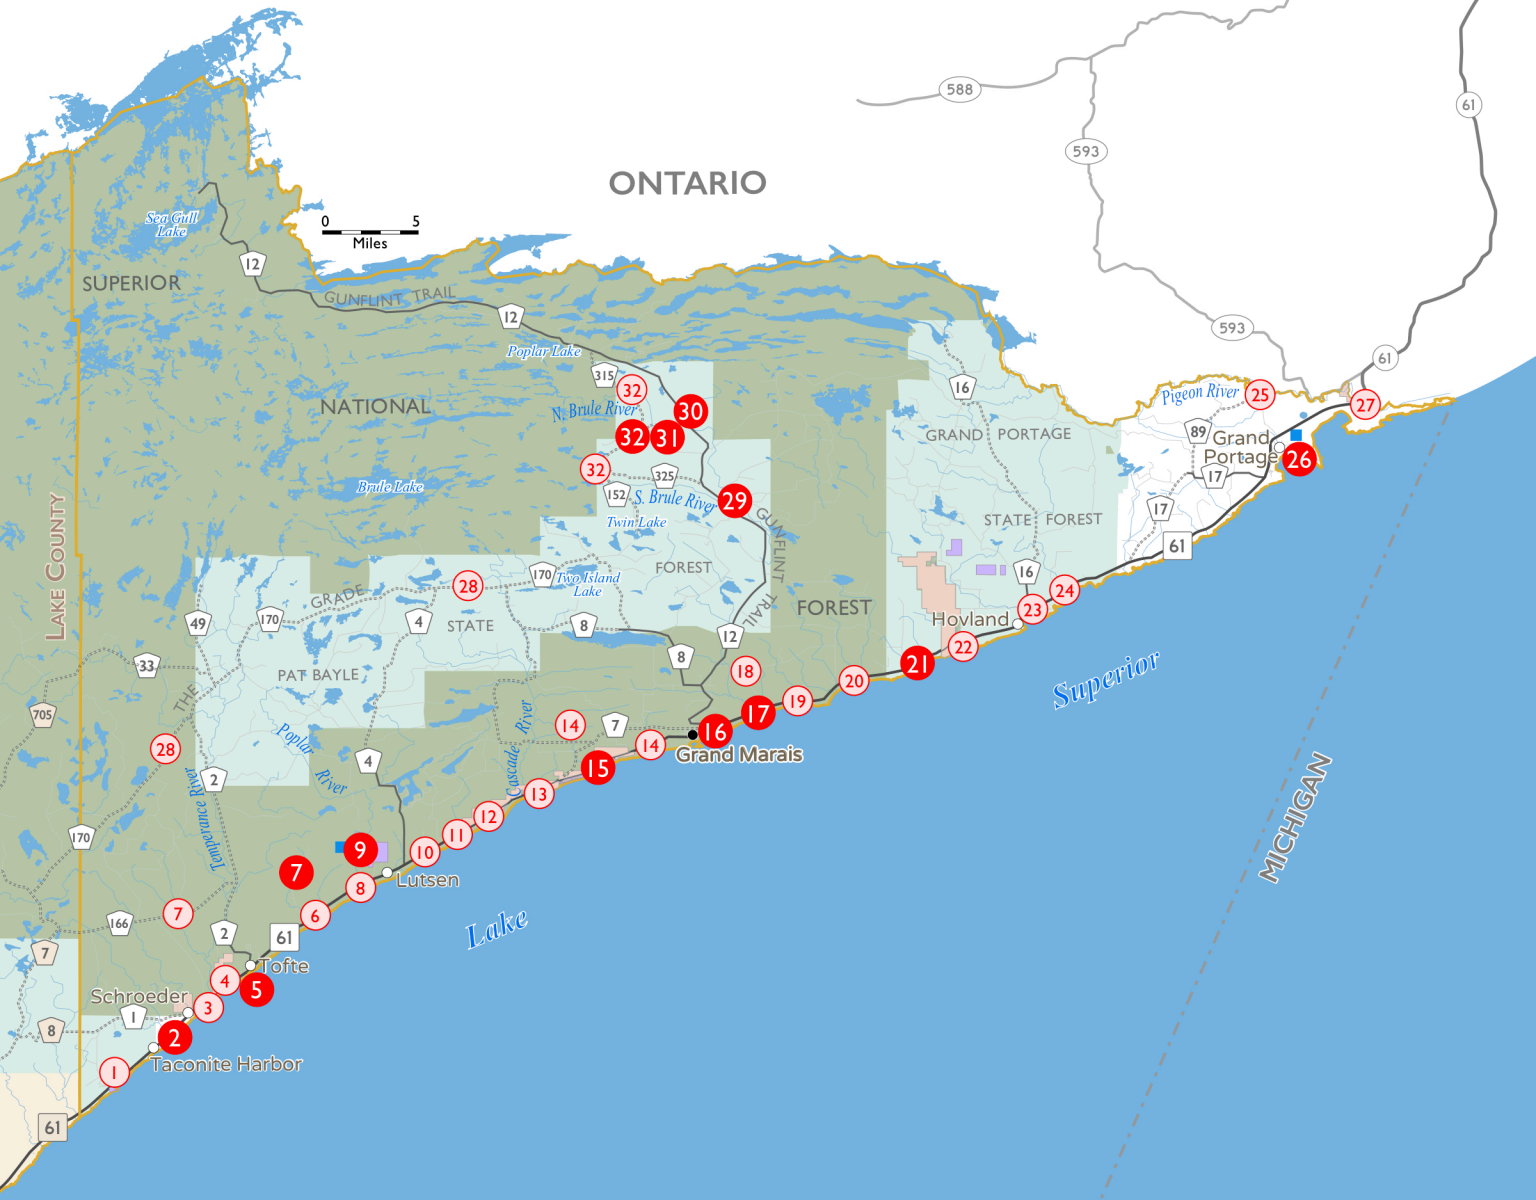 588
61
593
ONTARIO
0 5
Miles
Sea Gull
Lake
12
SUPERIOR
GUNFLINT TRAIL
12
593
61
Poplar Lake
315
32
16
Pigeon River
25
27
NATIONAL
N. Brule River
30
89
GRAND PORTAGE
Grand
Portage
32
31
26
32
325
17
Brule Lake
152
S. Brule River
29
17
GUNFLINT TRAIL
Twin Lake
STATE FOREST
61
LAKE COUNTY
FOREST
170
Two Island
Lake
16
28
GRADE
24
49
170
4
STATE
8
FOREST
23
Hovland
12
22
33
8
21
PAT BAYLE
18
20
Superior
THE
705
19
17
Cascade River
14
7
16
14
Grand Marais
28
Poplar River
4
15
2
13
MICHIGAN
12
Temperance River
170
11
9
10
7
Lutsen
8
7
6
166
2
61
Lake
7
Tofte
4
5
Schroeder
3
1
8
2
Taconite Harbor
1
61